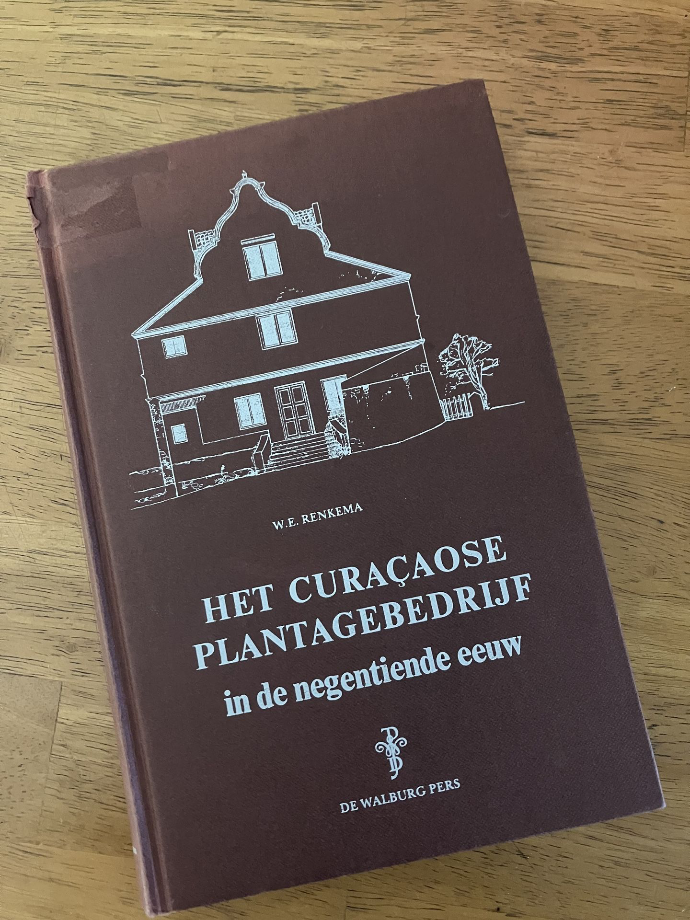 W.E. RENKEMA
HET CURAÇAOSE
PLANTAGEBEDRIJF
in de negentiende eeuw
DE WALBURG PERS